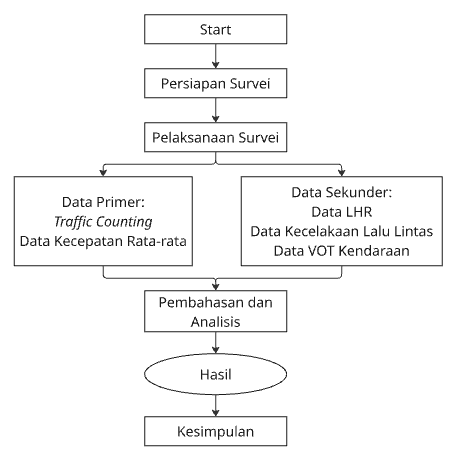 Start
Persiapan Survei
Pelaksanaan Survei
Data Primer:
Traffic Counting
Data Kecepatan Rata-rata
Data Sekunder:
Data LHR
Data Kecelakaan Lalu Lintas
Data VOT Kendaraan
Pembahasan dan
Analisis
Hasil
Kesimpulan